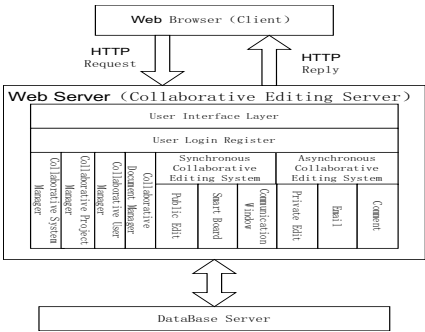 Web Browser (Client)
HTTP
Request
HTTP
Reply
Web Server (Collaborative Editing Server)
User Interface Layer
User Login Register
Collaborative System
Manager
Collaborative Project
Manager
Collaborative User
Manager
Collaborative
Document Manager
Synchronous
Collaborative
Editing System
Public Edit
Smart Board
Communication
Window
Asynchronous
Collaborative
Editing System
Private Edit
Email
Comment
DataBase Server